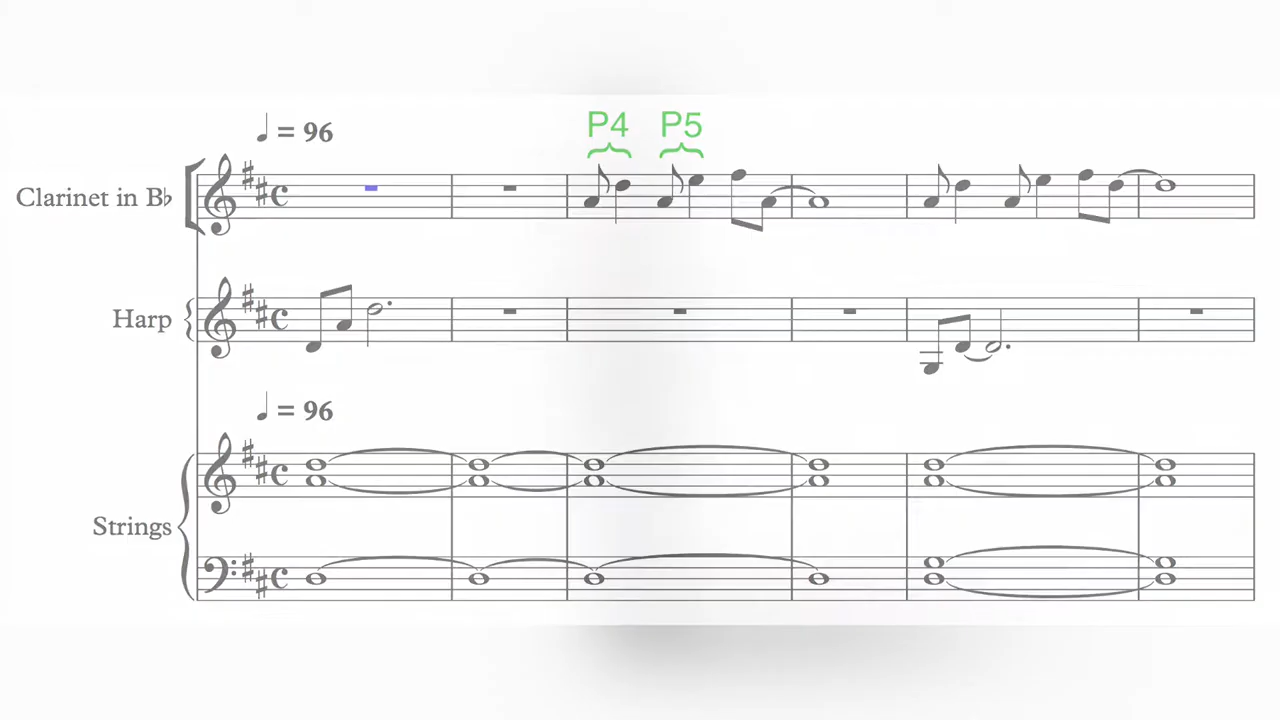 P4 P5
♩ = 96
Clarinet in B♭
Harp
♩ = 96
Strings